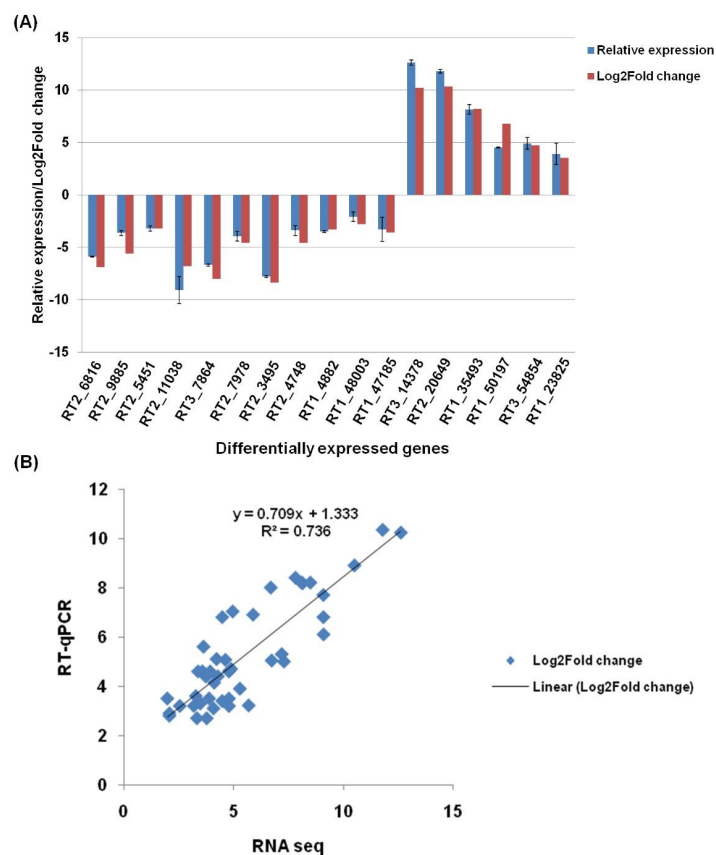 (A)
15
10
5
0
-5
-10
-15
Relative expression/Log2Fold change
Relative expression
Log2Fold change
RT2_6816
RT2_9885
RT2_5451
RT2_11038
RT3_7864
RT2_7978
RT2_3495
RT2_4748
RT1_4882
RT1_48003
RT1_47185
RT3_14378
RT2_20649
RT1_35493
RT1_50197
RT3_54854
RT1_23825
Differentially expressed genes
(B)
12
10
8
6
4
2
0
RT-qPCR
y = 0.709x + 1.333
R² = 0.736
Log2Fold change
Linear (Log2Fold change)
0 5 10 15
RNA seq